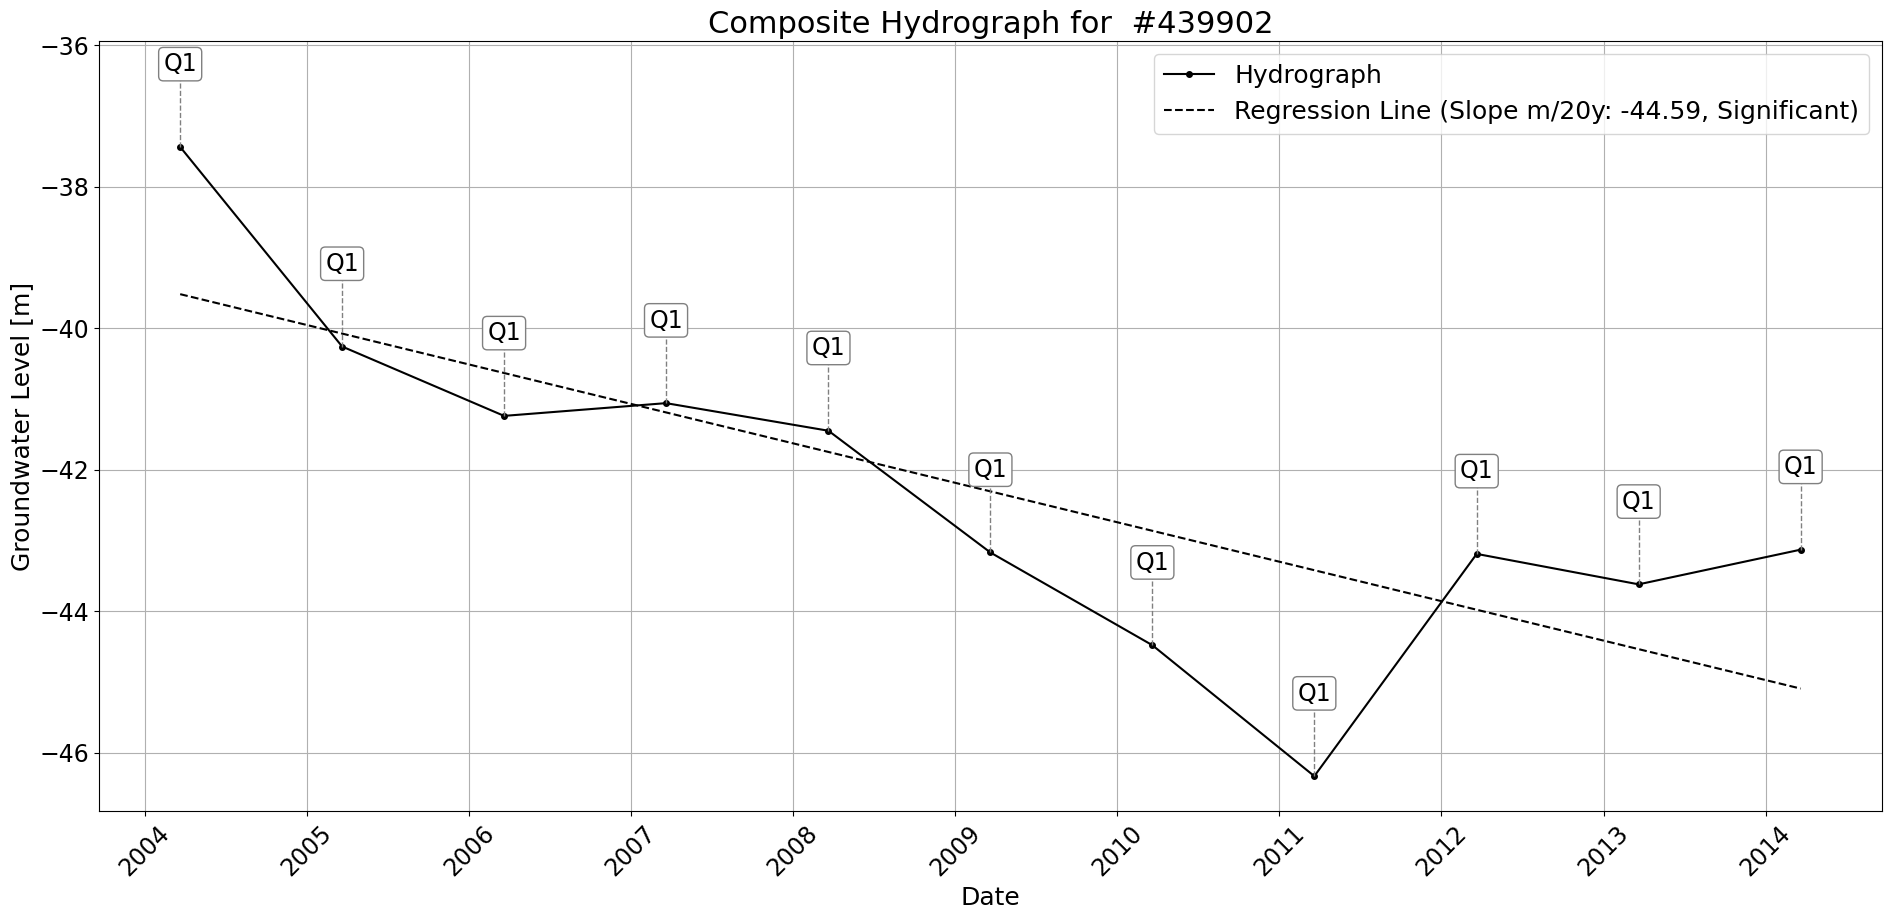 Composite Hydrograph for  #439902
Hydrograph
Regression Line (Slope m/20y: -44.59, Significant)
Groundwater Level [m]
−36
−38
−40
−42
−44
−46
Q1
Q1
Q1
Q1
Q1
Q1
Q1
Q1
Q1
Q1
Q1
2004
2005
2006
2007
2008
2009
2010
2011
2012
2013
2014
Date